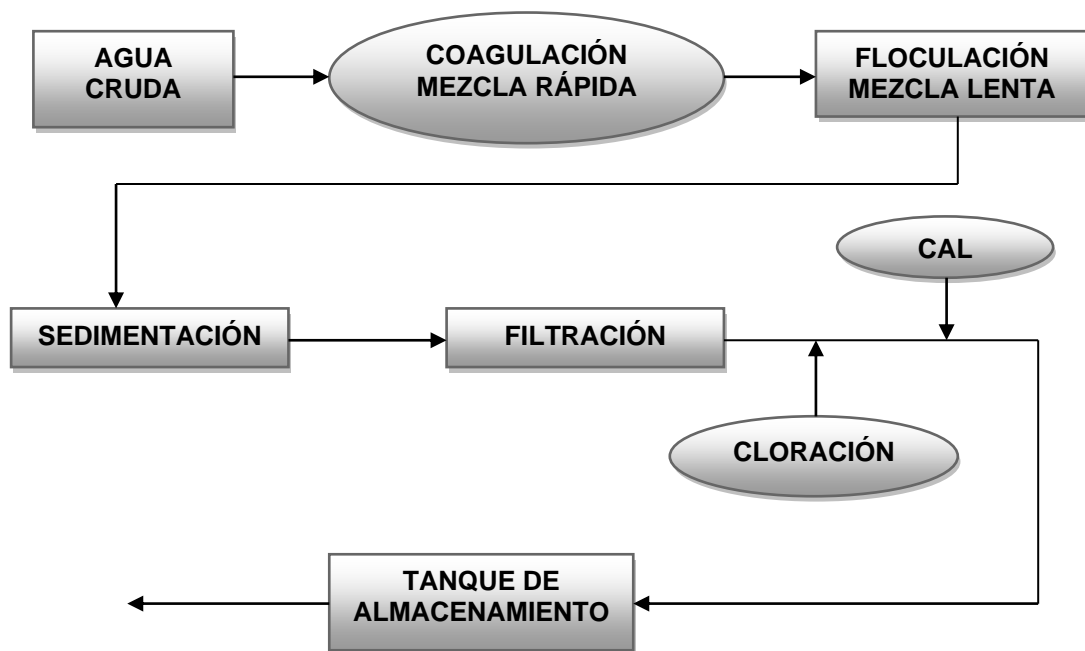 AGUA
CRUDA
COAGULACIÓN
MEZCLA RÁPIDA
FLOCULACIÓN
MEZCLA LENTA
CAL
SEDIMENTACIÓN
FILTRACIÓN
CLORACIÓN
TANQUE DE
ALMACENAMIENTO